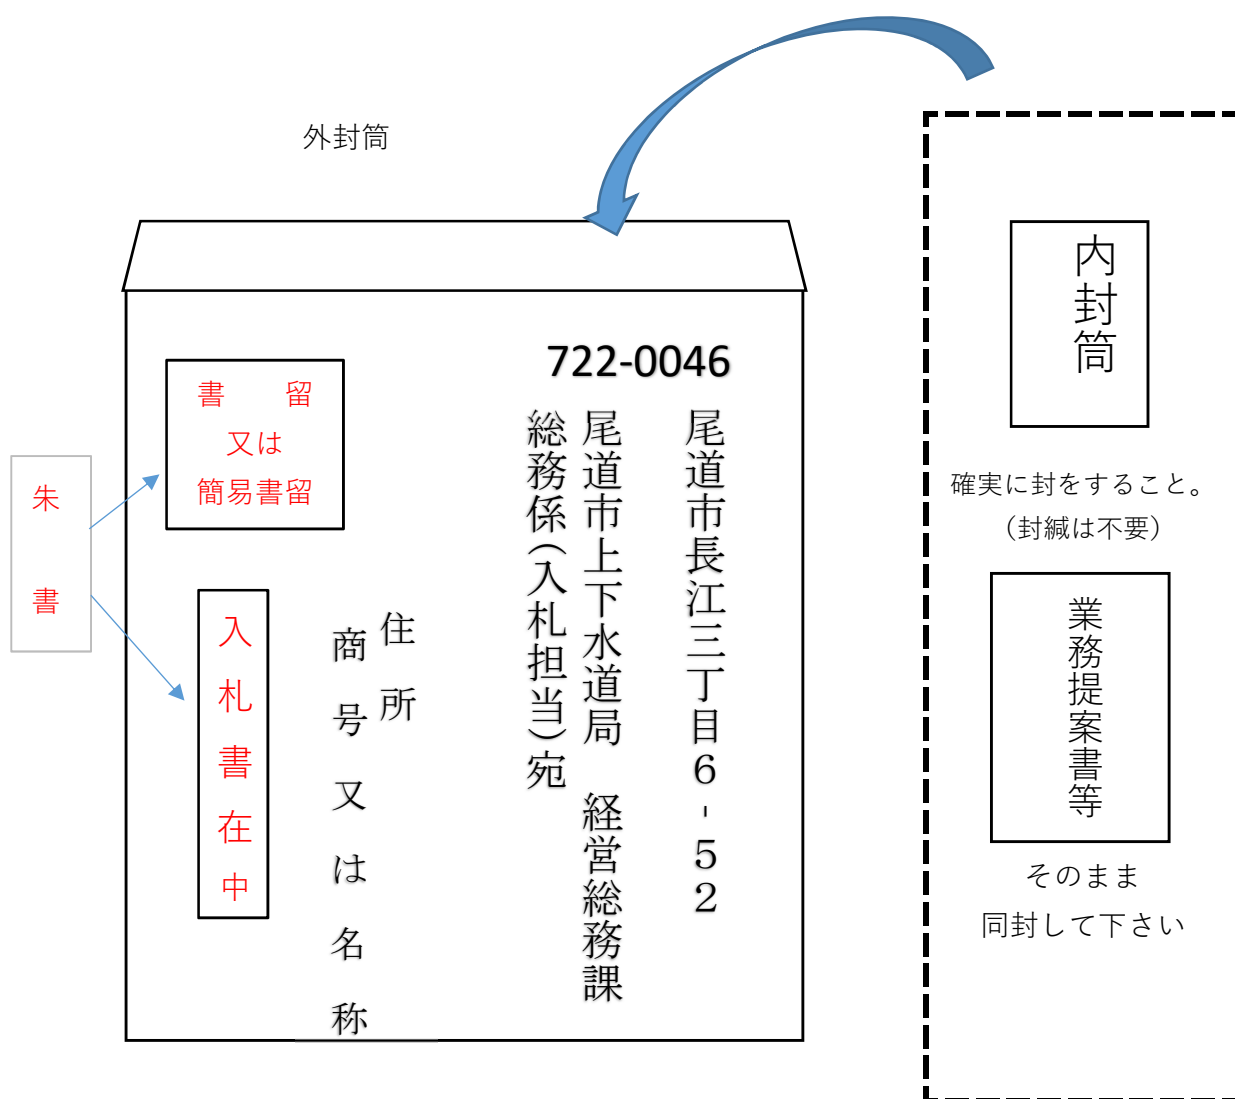 外封筒
722-0046
尾道市長江三丁目６-５２
尾道市上下水道局　経営総務課
総務係（入札担当）宛
住所
商号又は名称
書　留
又は
簡易書留
入札書在中
朱書
内封筒
確実に封をすること。
（封緘は不要）
業務提案書等
そのまま
同封して下さい